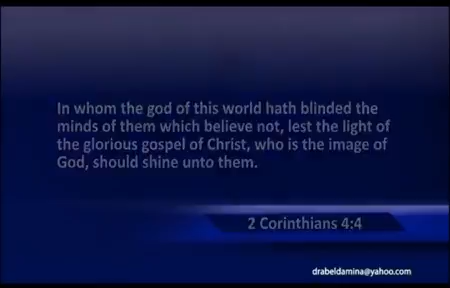 In whom the god of this world hath blinded the
minds of them which believe not, lest the light of
the glorious gospel of Christ, who is the image of
God, should shine unto them.
2 Corinthians 4:4
drabeldamina@yahoo.com